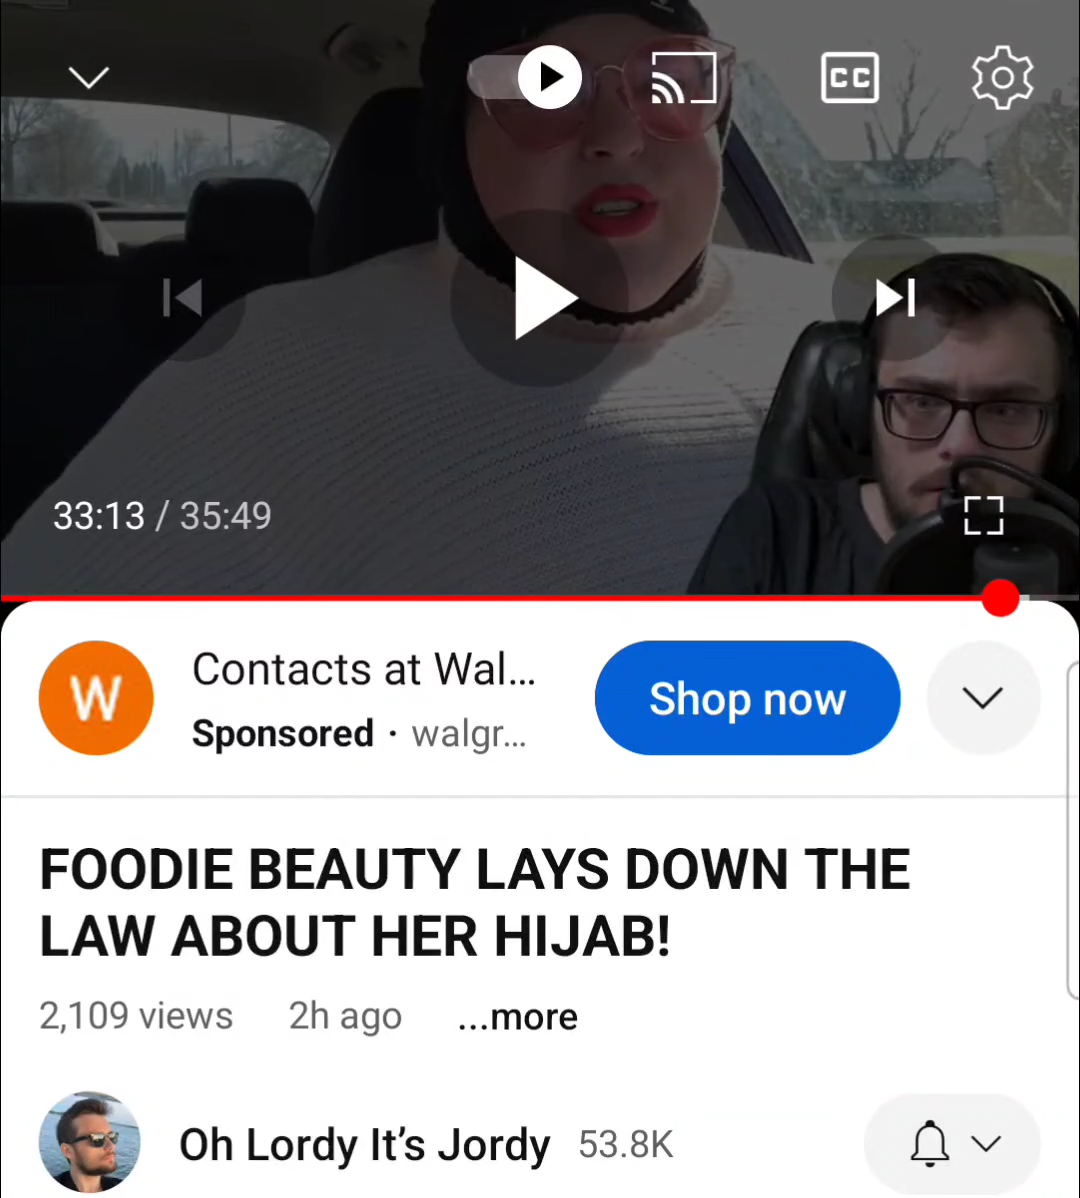 CC
33:13 / 35:49
W
Contacts at Wal...
Sponsored · walgr...
Shop now
FOODIE BEAUTY LAYS DOWN THE
LAW ABOUT HER HIJAB!
2,109 views 2h ago ...more
Oh Lordy It's Jordy 53.8K